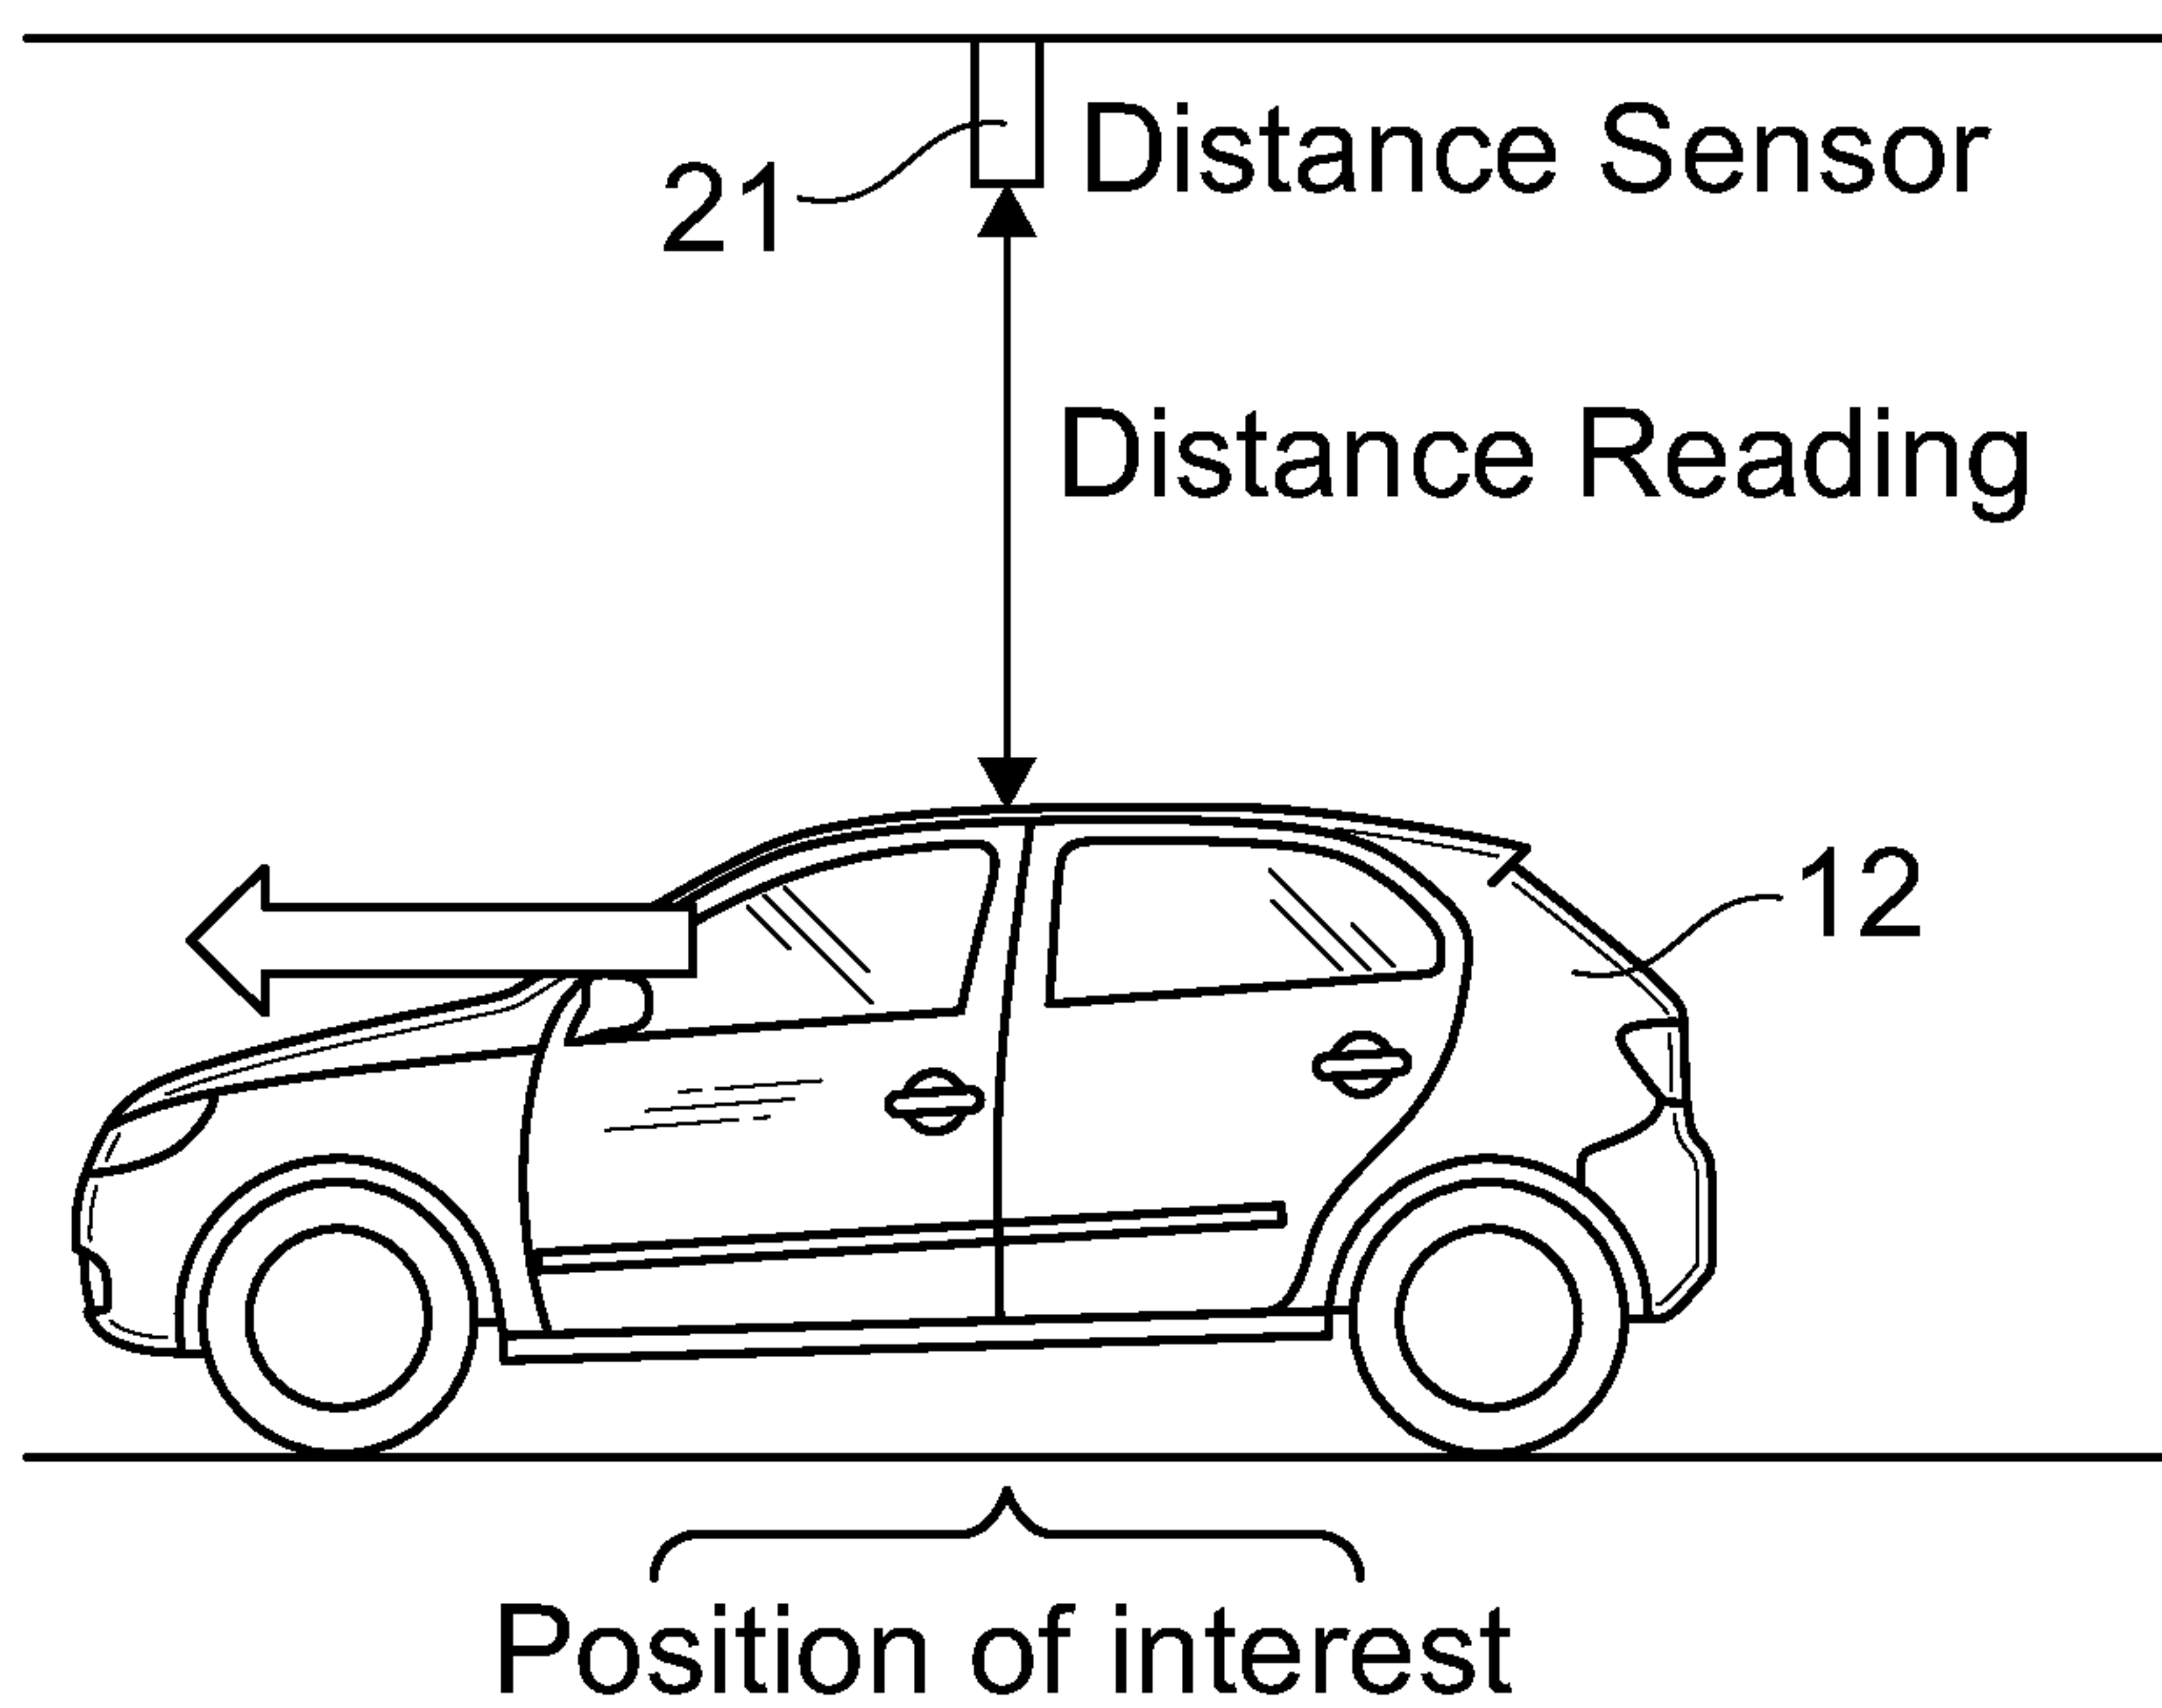 Distance Sensor
21
Distance Reading
12
Position of interest